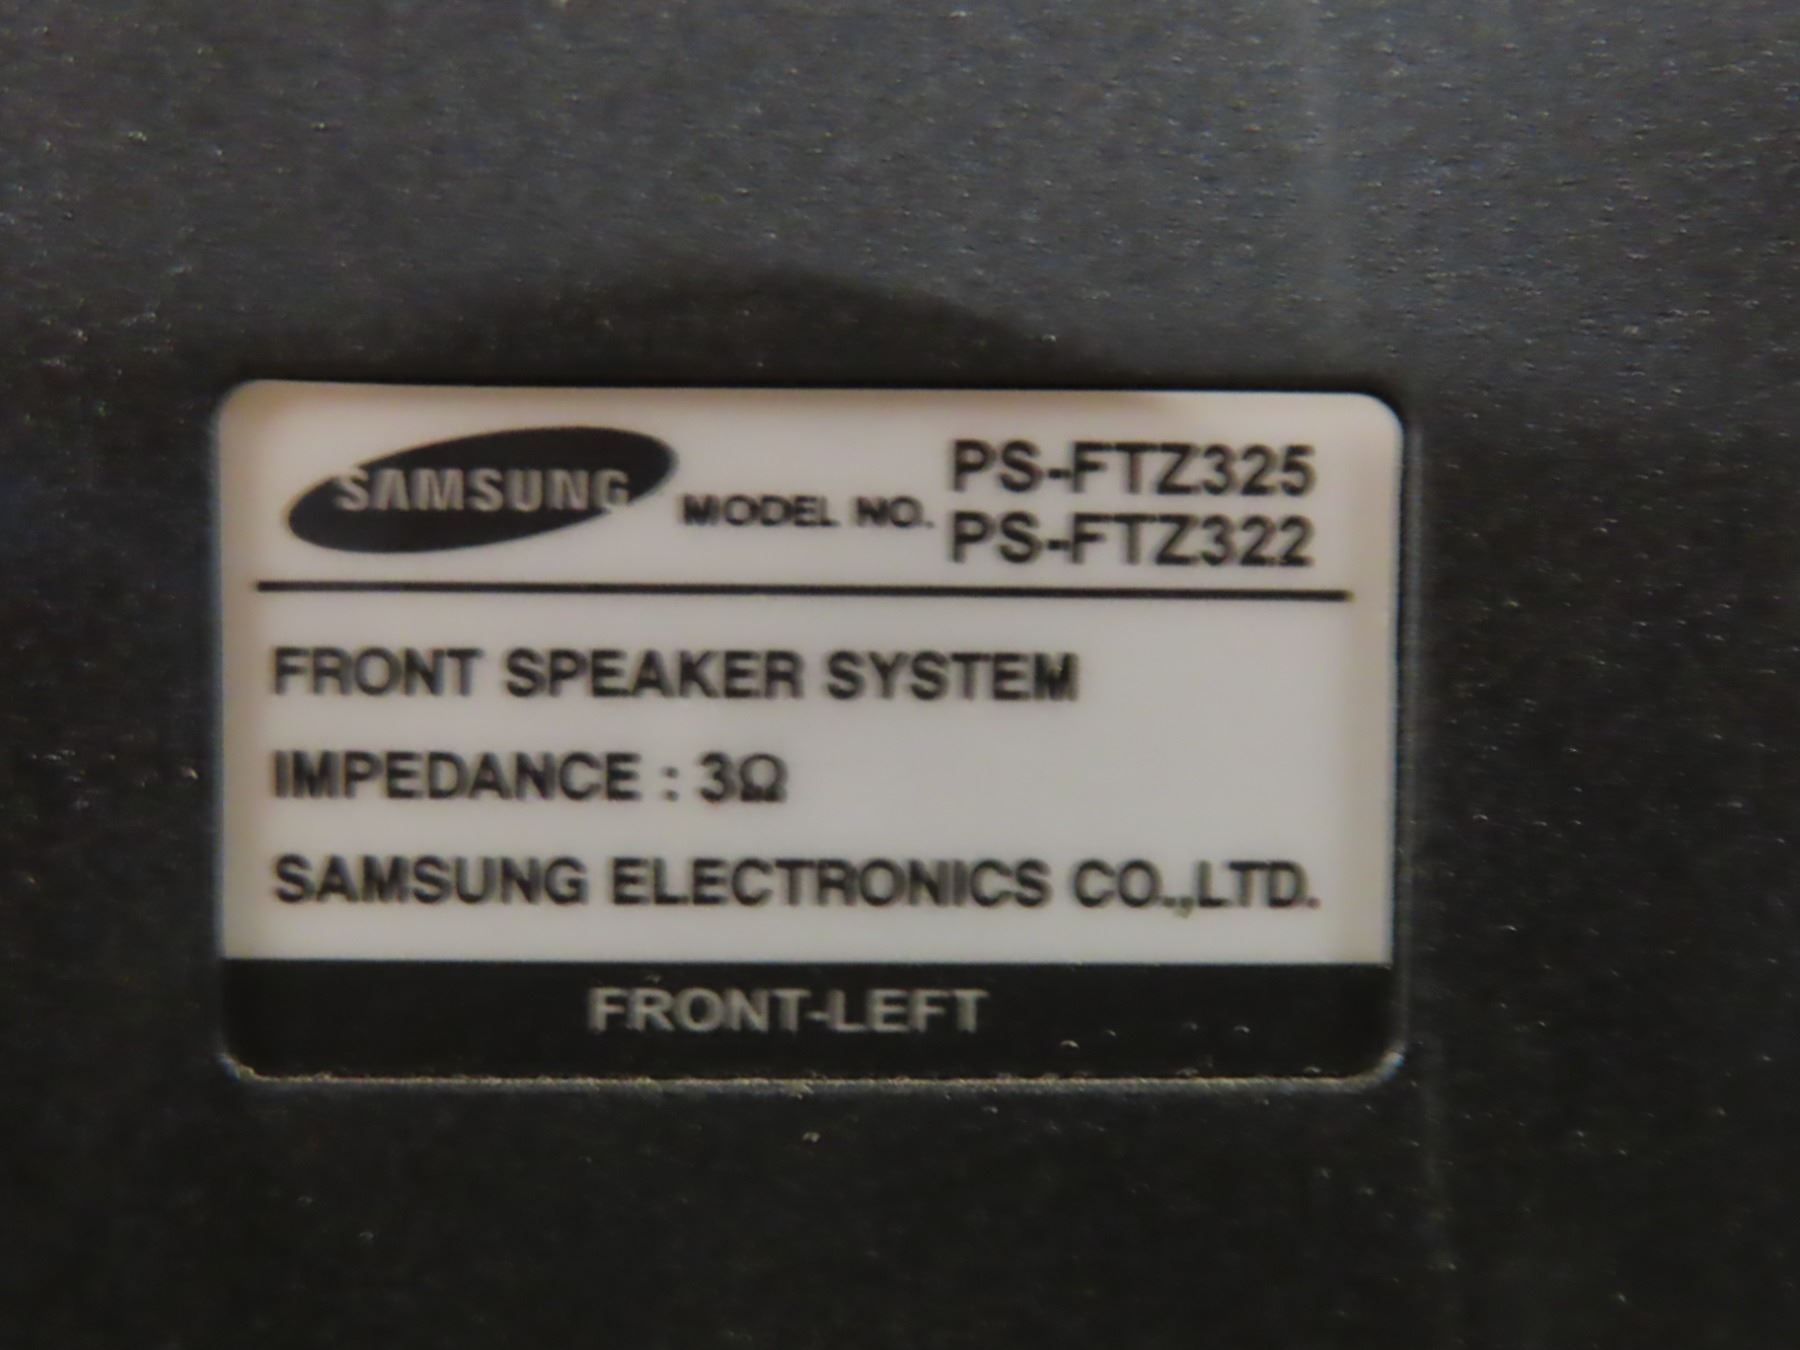 SAMSUNG MODEL NO. PS-FTZ325
PS-FTZ322
FRONT SPEAKER SYSTEM
IMPEDANCE : 3Ω
SAMSUNG ELECTRONICS CO.,LTD.
FRONT-LEFT